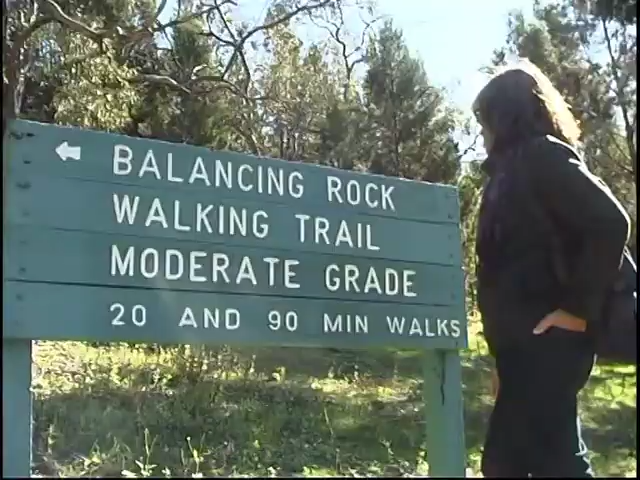 BALANCING ROCK
WALKING TRAIL
MODERATE GRADE
20 AND 90 MIN WALKS